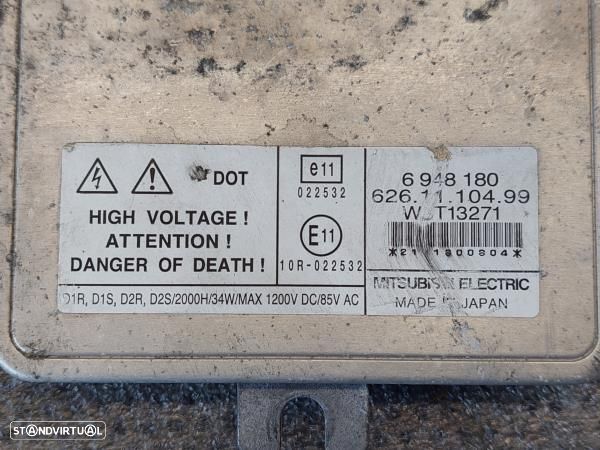 DOT
HIGH VOLTAGE !
ATTENTION !
DANGER OF DEATH !
e11
022532
E11
10R-022532
6 948 180
626.11.104.99
MITSUBISHI ELECTRIC
MADE IN JAPAN
D1R, D1S, D2R, D2S/2000H/34W/MAX 1200V DC/85V AC
STANDVIRTUAL